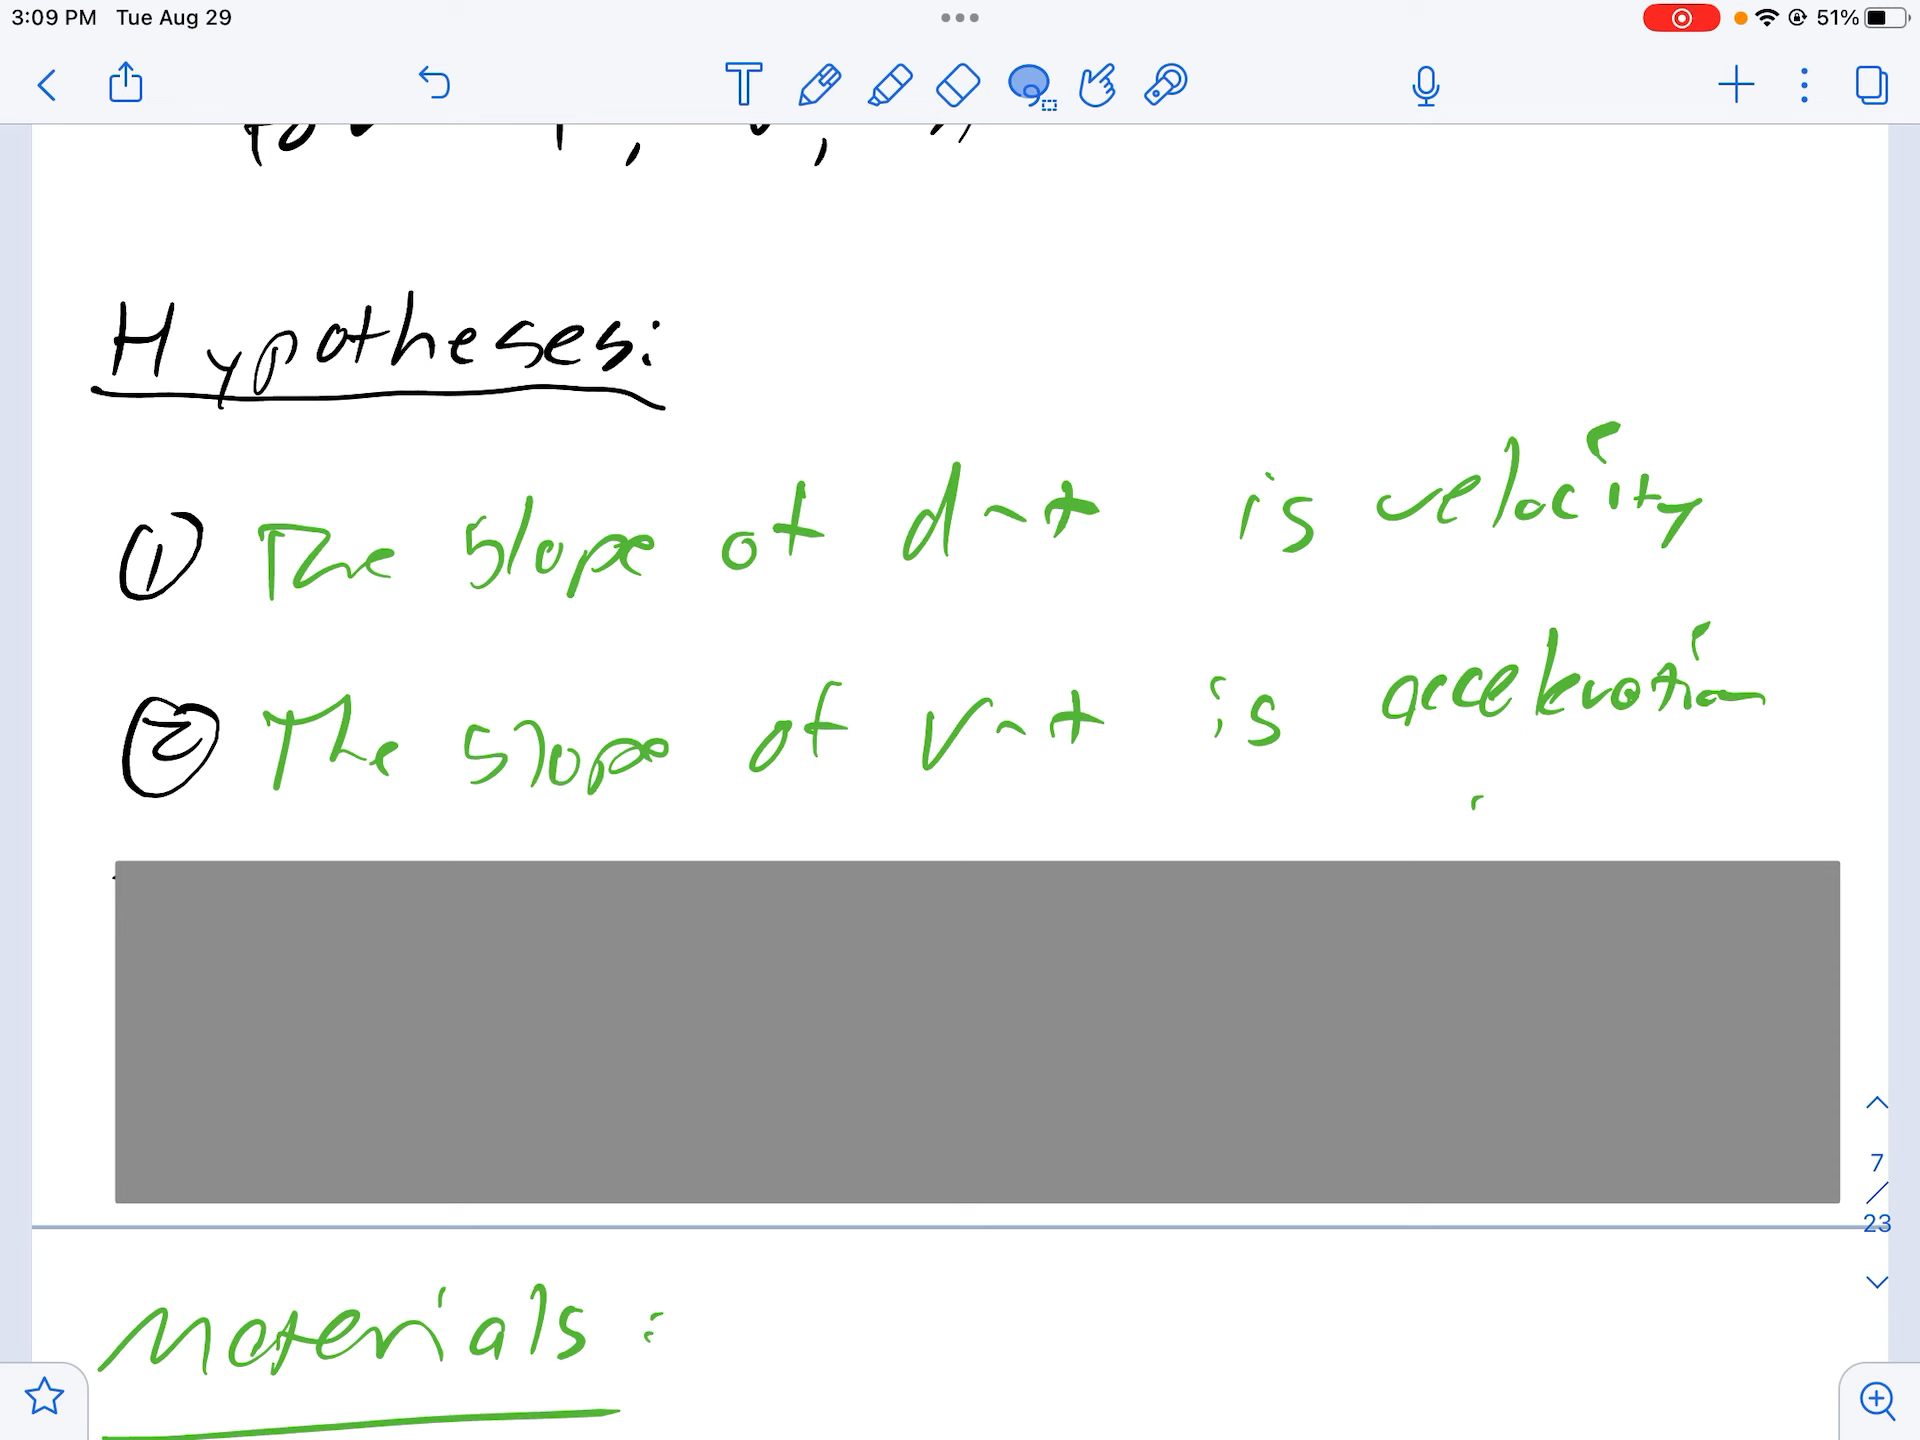 3:09 PM Tue Aug 29
51%
Hypotheses:
① The slope of d-t is velocity
② The slope of v-t is acceleration
7
/
23
Materials: